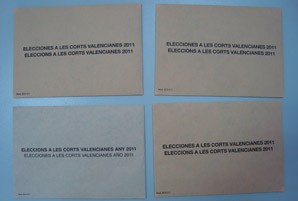 ELECCIONES A LES CORTS VALENCIANES 2011
ELECCIONS A LES CORTS VALENCIANES 2011
ELECCIONES A LES CORTS VALENCIANES 2011
ELECCIONS A LES CORTS VALENCIANES 2011
ELECCIONS A LES CORTS VALENCIANES ANY 2011
ELECCIONES A LES CORTS VALENCIANES AÑO 2011
ELECCIONES A LES CORTS VALENCIANES 2011
ELECCIONS A LES CORTS VALENCIANES 2011